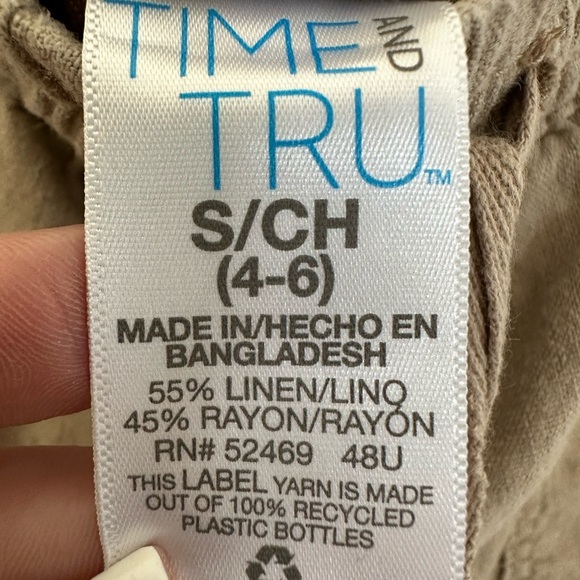 TIME AND
TRU™
S/CH
(4-6)
MADE IN/HECHO EN
BANGLADESH
55% LINEN/LINO
45% RAYON/RAYÓN
RN# 52469 48U
THIS LABEL YARN IS MADE
OUT OF 100% RECYCLED
PLASTIC BOTTLES